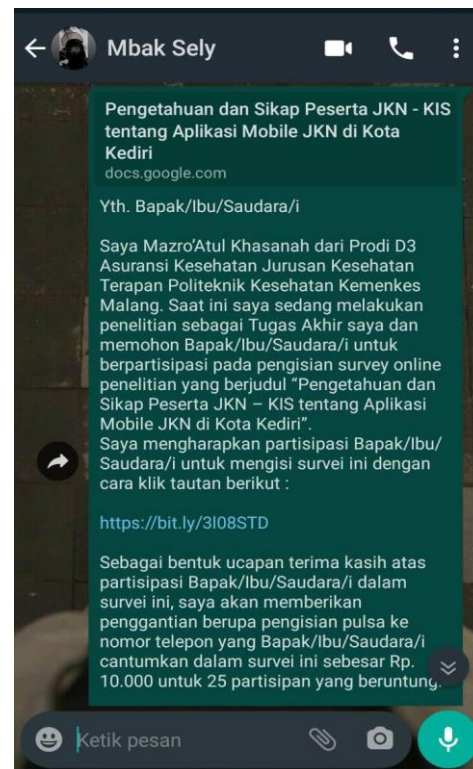 Mbak Sely
Pengetahuan dan Sikap Peserta JKN - KIS
tentang Aplikasi Mobile JKN di Kota
Kediri
docs.google.com
Yth. Bapak/Ibu/Saudara/i
Saya Mazro'Atul Khasanah dari Prodi D3
Asuransi Kesehatan Jurusan Kesehatan
Terapan Politeknik Kesehatan Kemenkes
Malang. Saat ini saya sedang melakukan
penelitian sebagai Tugas Akhir saya dan
memohon Bapak/Ibu/Saudara/i untuk
berpartisipasi pada pengisian survey online
penelitian yang berjudul “Pengetahuan dan
Sikap Peserta JKN – KIS tentang Aplikasi
Mobile JKN di Kota Kediri”.
Saya mengharapkan partisipasi Bapak/Ibu/
Saudara/i untuk mengisi survei ini dengan
cara klik tautan berikut :
https://bit.ly/3l08STD
Sebagai bentuk ucapan terima kasih atas
partisipasi Bapak/Ibu/Saudara/i dalam
survei ini, saya akan memberikan
penggantian berupa pengisian pulsa ke
nomor telepon yang Bapak/Ibu/Saudara/i
cantumkan dalam survei ini sebesar Rp.
10.000 untuk 25 partisipan yang beruntung.
Ketik pesan